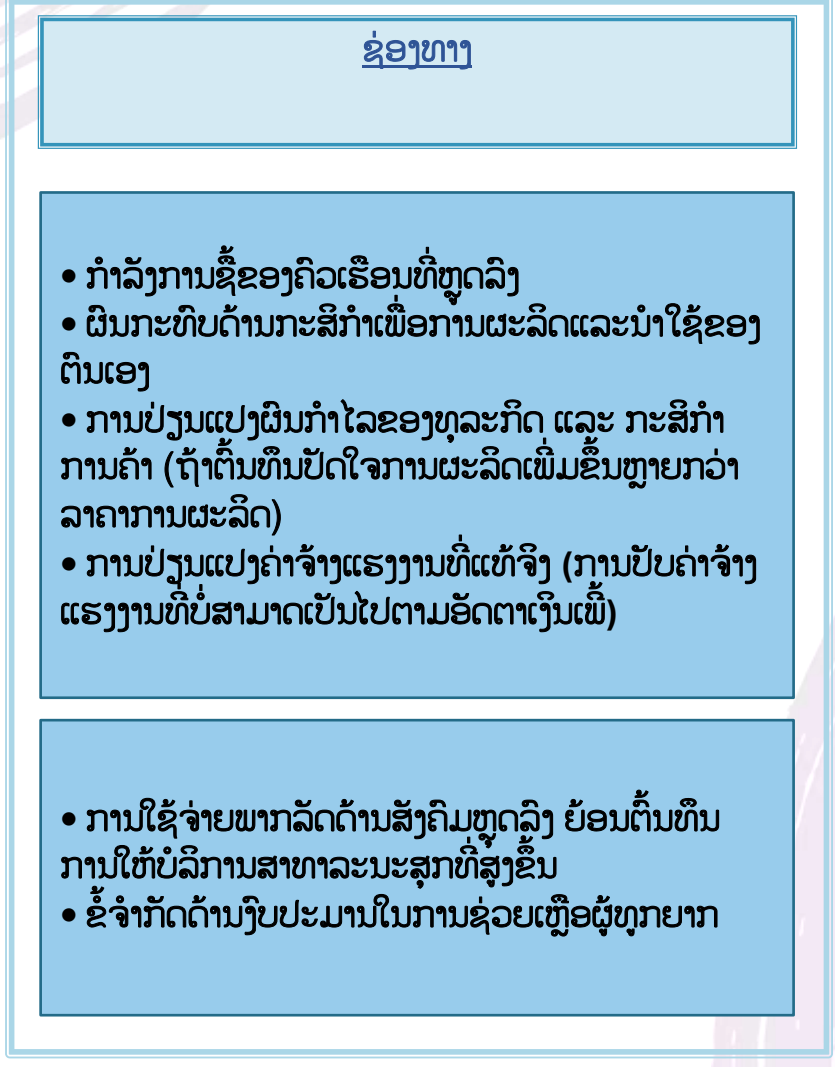 ຊ່ອງທາງ
• ກໍາລັງການຊື້ຂອງຄົວເຮືອນທີ່ຫຼຸດລົງ
• ຜົນກະທົບດ້ານກະສິກໍາເພື່ອການຜະລິດແລະນໍາໃຊ້ຂອງ
ຕົນເອງ
• ການປ່ຽນແປງຜົນກໍາໄລຂອງທຸລະກິດ ແລະ ກະສິກໍາ
ການຄ້າ (ຖ້າຕົ້ນທຶນປັດໃຈການຜະລິດເພີ່ມຂຶ້ນຫຼາຍກວ່າ
ລາຄາການຜະລິດ)
• ການປ່ຽນແປງຄ່າຈ້າງແຮງງານທີ່ແທ້ຈິງ (ການປັບຄ່າຈ້າງ
ແຮງງານທີ່ບໍ່ສາມາດເປັນໄປຕາມອັດຕາເງິນເຟີ້)
• ການໃຊ້ຈ່າຍພາກລັດດ້ານສັງຄົມຫຼຸດລົງ ຍ້ອນຕົ້ນທຶນ
ການໃຫ້ບໍລິການສາທາລະນະສຸກທີ່ສູງຂຶ້ນ
• ຂໍ້ຈໍາກັດດ້ານງົບປະມານໃນການຊ່ວຍເຫຼືອຜູ້ທຸກຍາກ